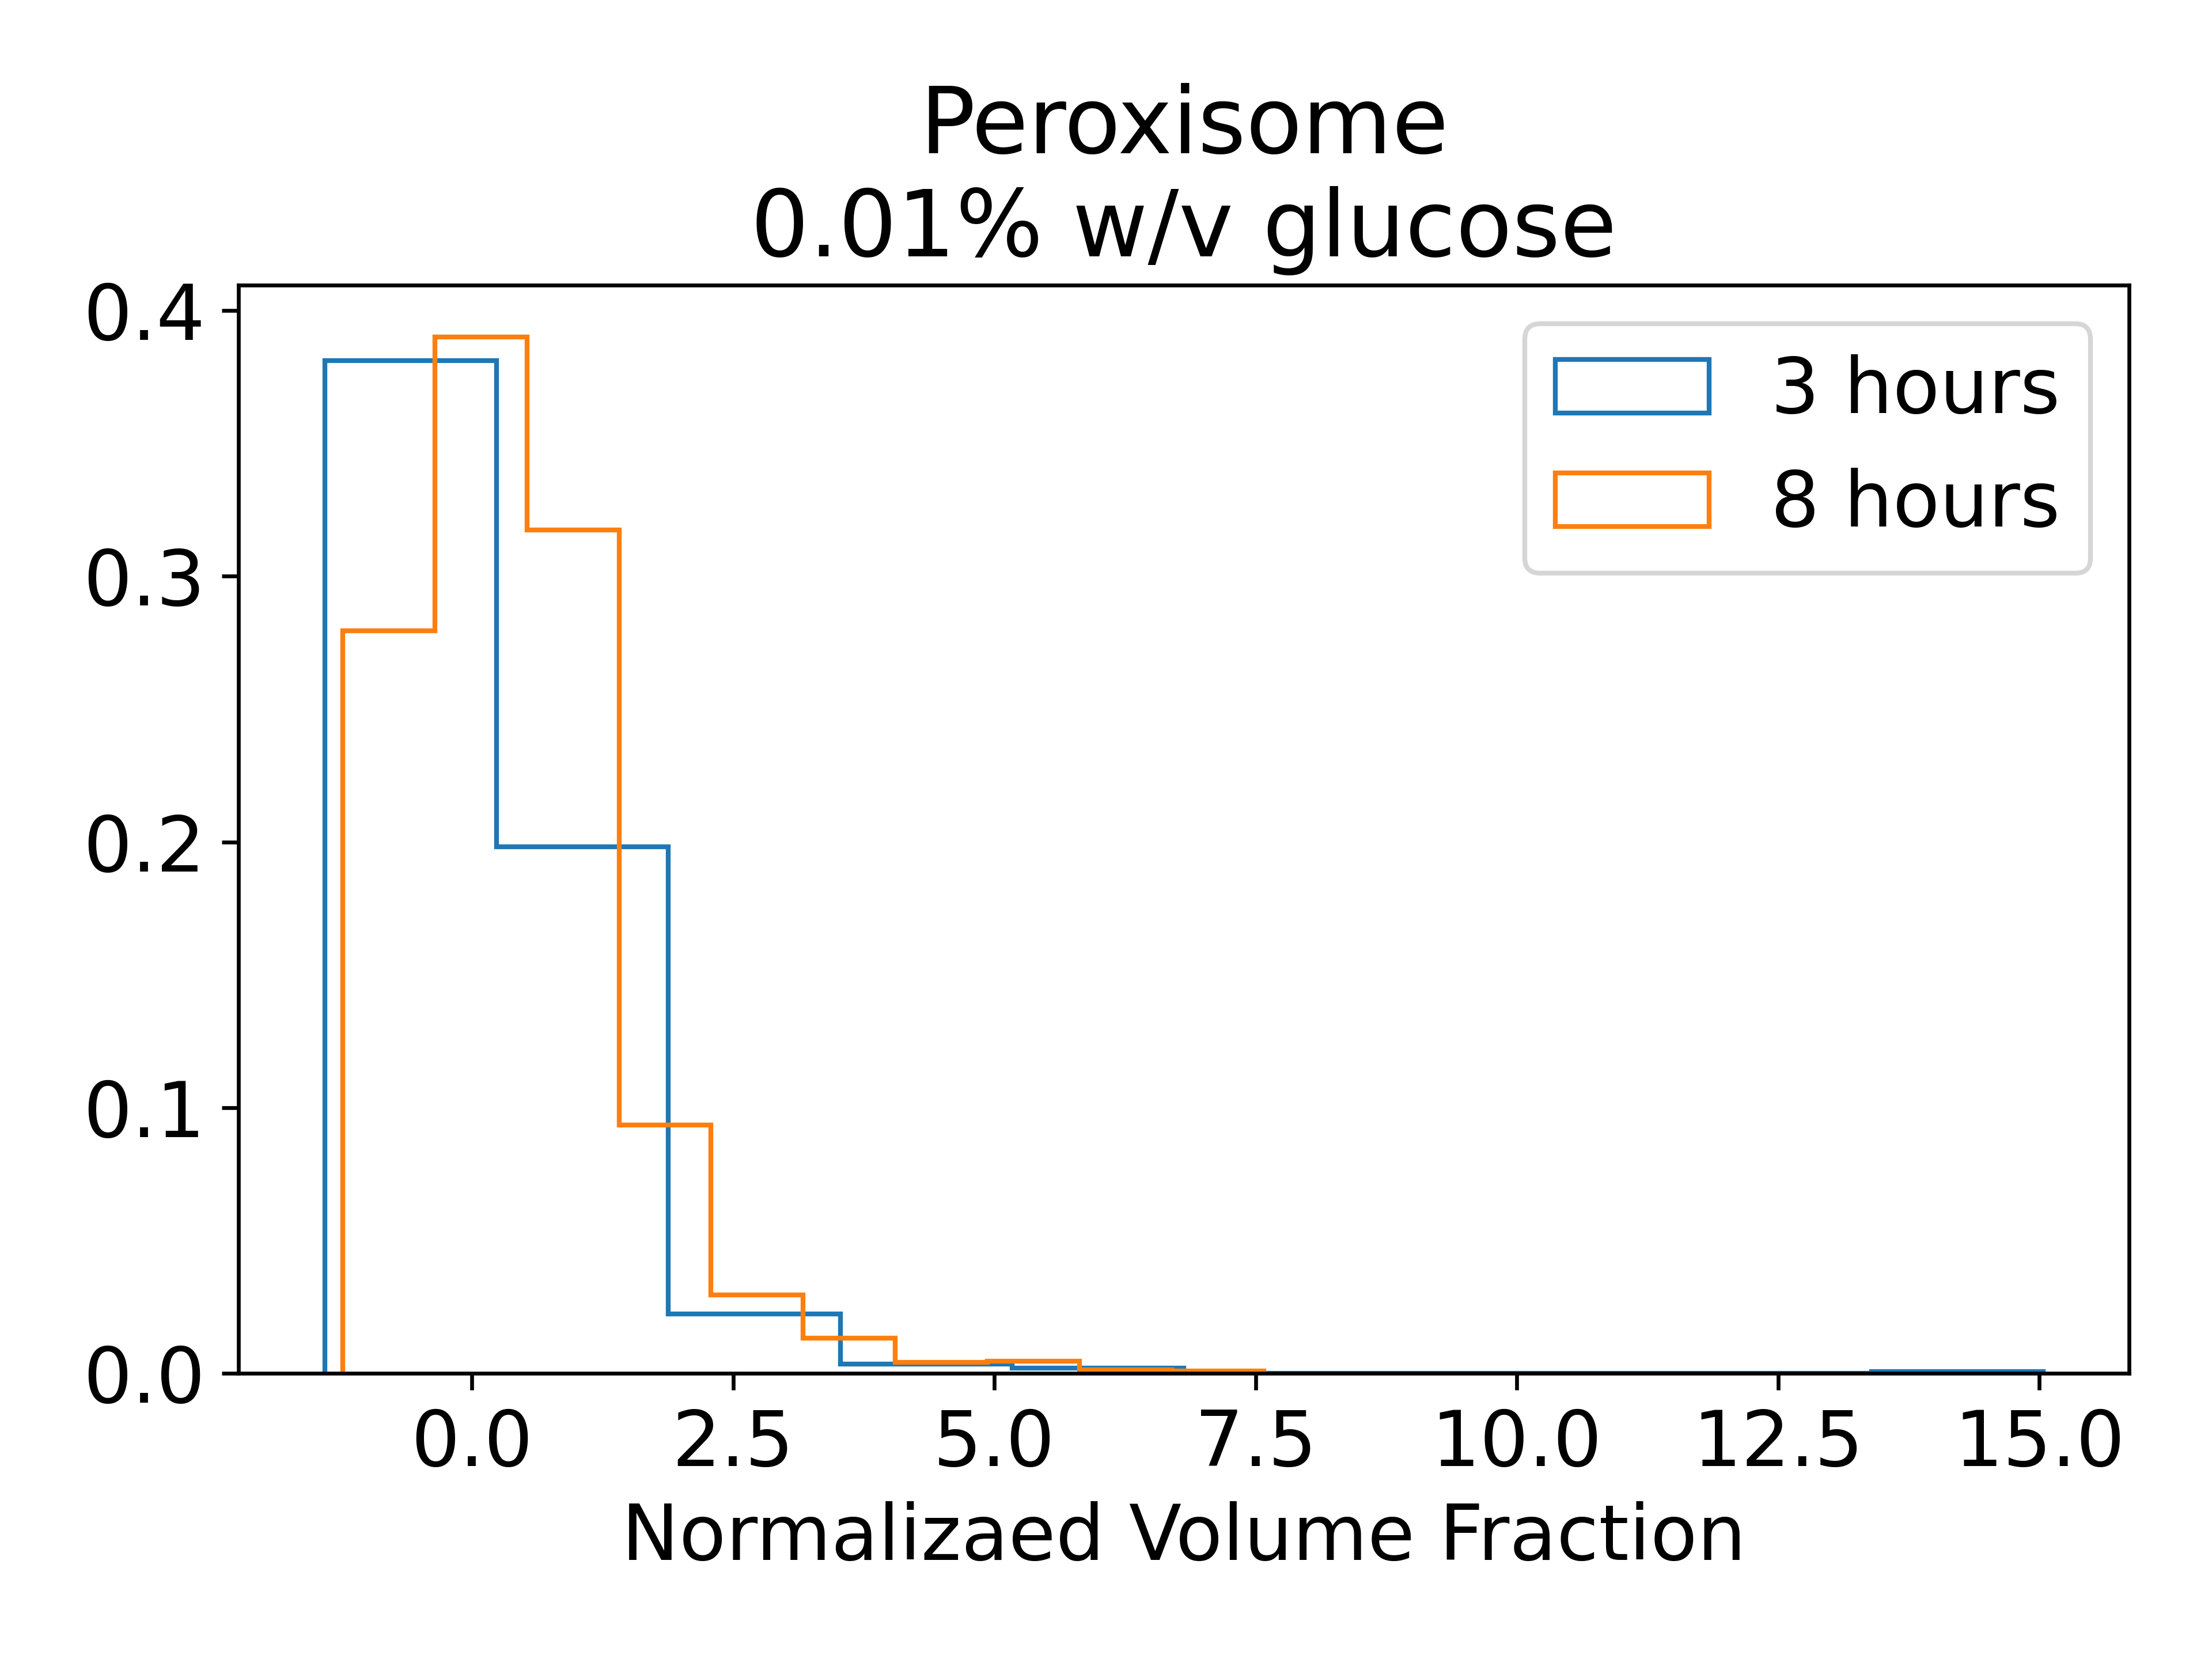 Peroxisome
0.01% w/v glucose
3 hours
8 hours
0.4
0.3
0.2
0.1
0.0
0.0 2.5 5.0 7.5 10.0 12.5 15.0
Normalizaed Volume Fraction